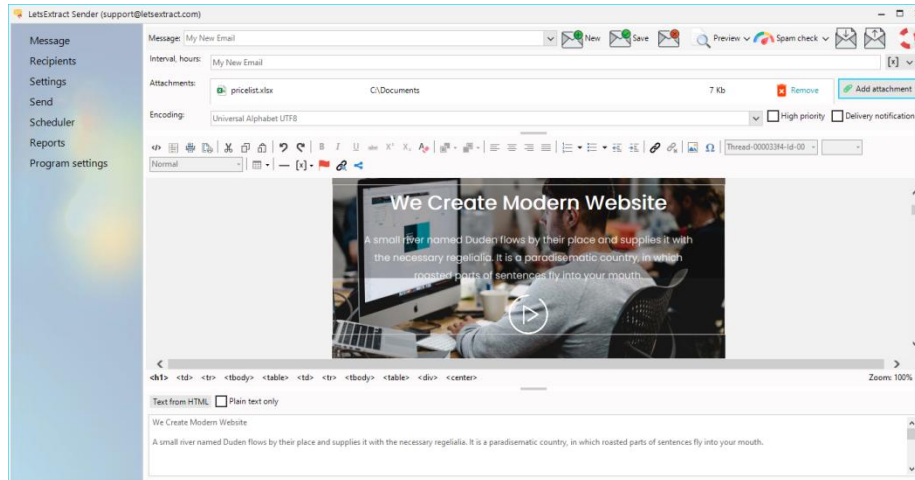 LetsExtract Sender (support@letsextract.com)
Message
Recipients
Settings
Send
Scheduler
Reports
Program settings
Message: My New Email New Save Preview Spam check
Interval, hours: My New Email [x]
Attachments: pricelist.xlsx C:\Documents 7 Kb Remove Add attachment
Encoding: Universal Alphabet UTF8 High priority Delivery notification
B I U abc X² X₂ Thread-000033f4-Id-00
Normal [x]
We Create Modern Website
A small river named Duden flows by their place and supplies it with
the necessary regelialia. It is a paradisematic country, in which
roasted parts of sentences fly into your mouth.
<h1> <td> <tr> <tbody> <table> <td> <tr> <tbody> <table> <div> <center> Zoom: 100%
Text from HTML Plain text only
We Create Modern Website
A small river named Duden flows by their place and supplies it with the necessary regelialia. It is a paradisematic country, in which roasted parts of sentences fly into your mouth.